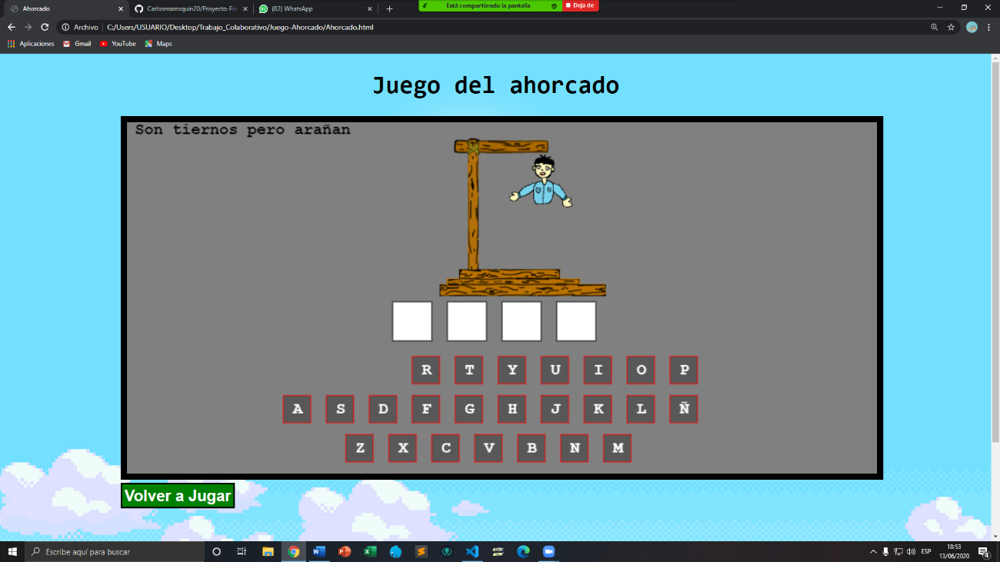 Ahorcado
Carlosmarroquin20/Proyecto-Fin
(82) WhatsApp
Está compartiendo la pantalla
Deja de
Archivo
C:/Users/USUARIO/Desktop/Trabajo_Colaborativo/Juego-Ahorcado/Ahorcado.html
Aplicaciones
Gmail
YouTube
Maps
Juego del ahorcado
Son tiernos pero arañan
R T Y U I O P
A S D F G H J K L Ñ
Z X C V B N M
Volver a Jugar
Escribe aquí para buscar
ESP
18:53
13/06/2020
4